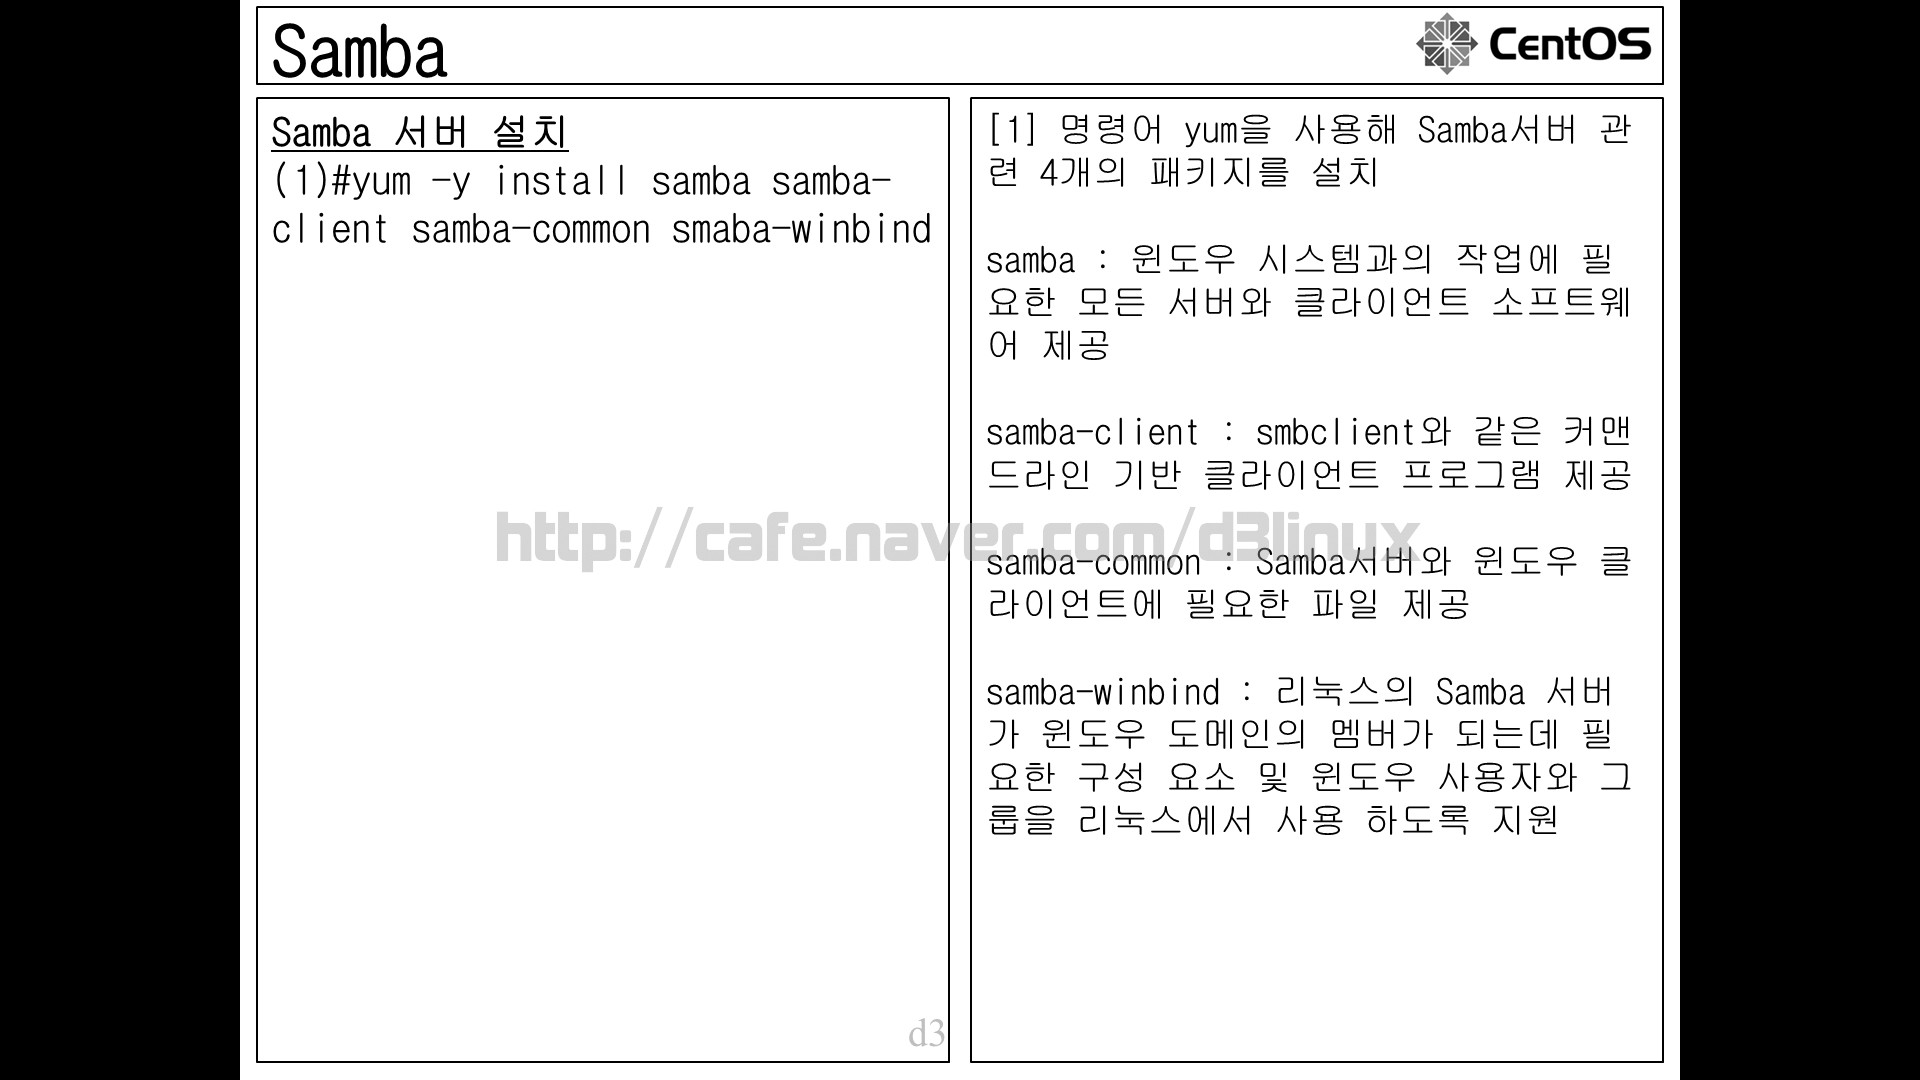 Samba
CentOS
Samba 서버 설치
(1)#yum -y install samba samba-
client samba-common smaba-winbind
[1] 명령어 yum을 사용해 Samba서버 관
련 4개의 패키지를 설치
samba : 윈도우 시스템과의 작업에 필
요한 모든 서버와 클라이언트 소프트웨
어 제공
samba-client : smbclient와 같은 커맨
드라인 기반 클라이언트 프로그램 제공
http://cafe.naver.com/d3linux
samba-common : Samba서버와 윈도우 클
라이언트에 필요한 파일 제공
samba-winbind : 리눅스의 Samba 서버
가 윈도우 도메인의 멤버가 되는데 필
요한 구성 요소 및 윈도우 사용자와 그
룹을 리눅스에서 사용 하도록 지원
d3